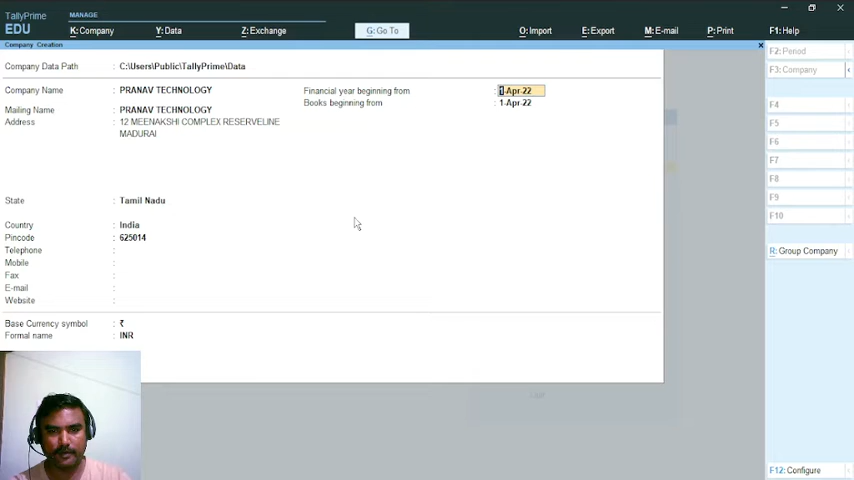 TallyPrime
EDU
MANAGE
K: Company
Y: Data
Z: Exchange
G: Go To
O: Import
E: Export
M: E-mail
P: Print
F1: Help
Company Creation
Company Data Path : C:\Users\Public\TallyPrime\Data
Company Name : PRANAV TECHNOLOGY
Financial year beginning from : 1-Apr-22
Books beginning from : 1-Apr-22
Mailing Name : PRANAV TECHNOLOGY
Address : 12 MEENAKSHI COMPLEX RESERVELINE
MADURAI
State : Tamil Nadu
Country : India
Pincode : 625014
Telephone :
Mobile :
Fax :
E-mail :
Website :
Base Currency symbol : ₹
Formal name : INR
F2: Period
F3: Company
F4
F5
F6
F7
F8
F9
F10
R: Group Company
F12: Configure